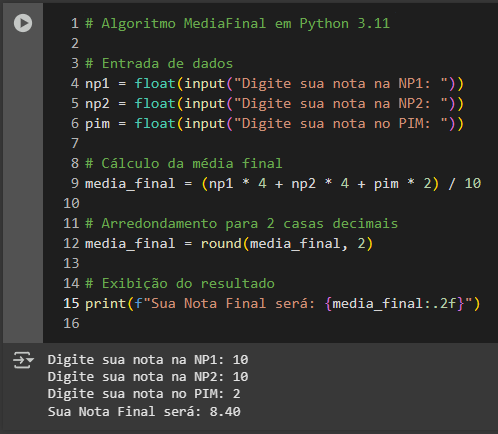 1 # Algoritmo MediaFinal em Python 3.11
2
3 # Entrada de dados
4 np1 = float(input("Digite sua nota na NP1: "))
5 np2 = float(input("Digite sua nota na NP2: "))
6 pim = float(input("Digite sua nota no PIM: "))
7
8 # Cálculo da média final
9 media_final = (np1 * 4 + np2 * 4 + pim * 2) / 10
10
11 # Arredondamento para 2 casas decimais
12 media_final = round(media_final, 2)
13
14 # Exibição do resultado
15 print(f"Sua Nota Final será: {media_final:.2f}")
16
Digite sua nota na NP1: 10
Digite sua nota na NP2: 10
Digite sua nota no PIM: 2
Sua Nota Final será: 8.40